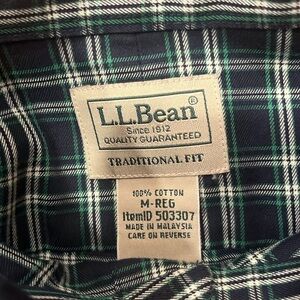 L.L.Bean®
Since 1912
QUALITY GUARANTEED
TRADITIONAL FIT
100% COTTON
M-REG
ItemID 503307
MADE IN MALAYSIA
CARE ON REVERSE